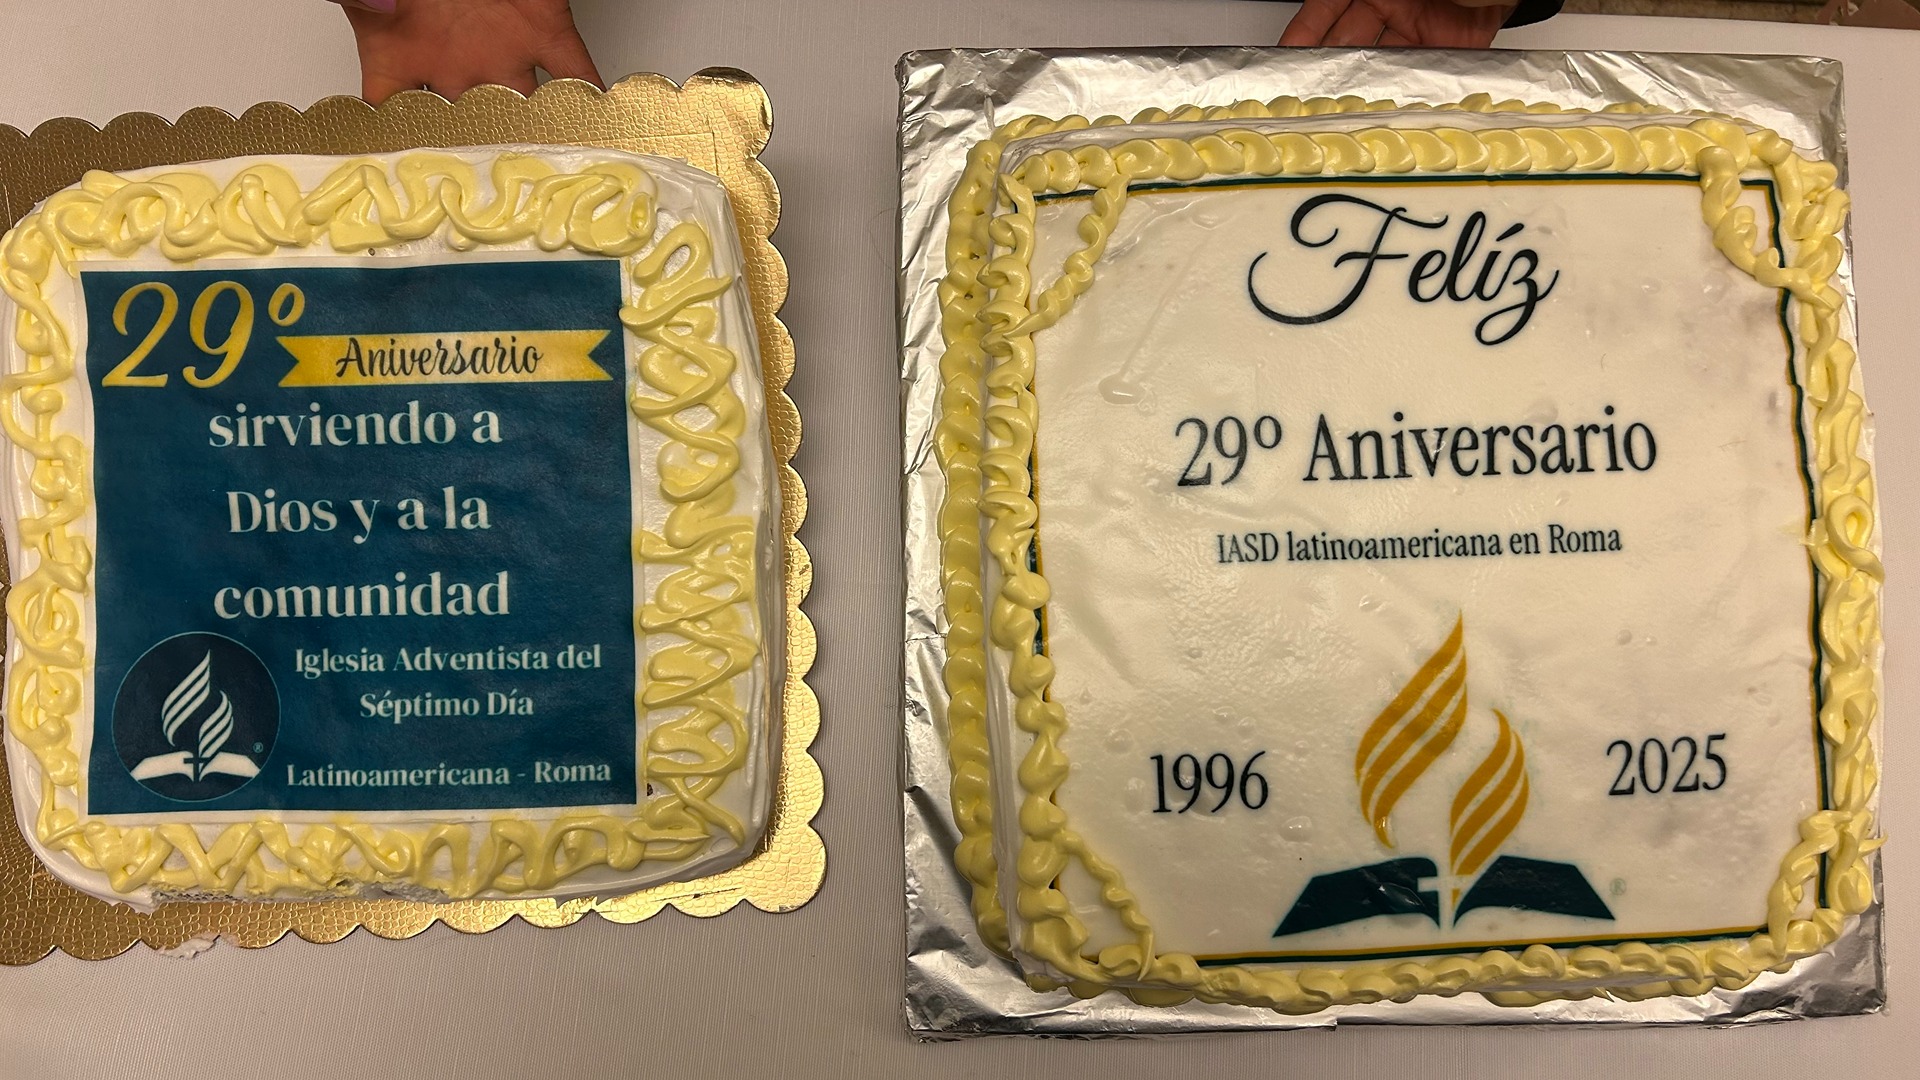 29º
Aniversario
sirviendo a
Dios y a la
comunidad
Iglesia Adventista del
Séptimo Día
Latinoamericana - Roma
®
Felíz
29º Aniversario
IASD latinoamericana en Roma
1996
2025
®